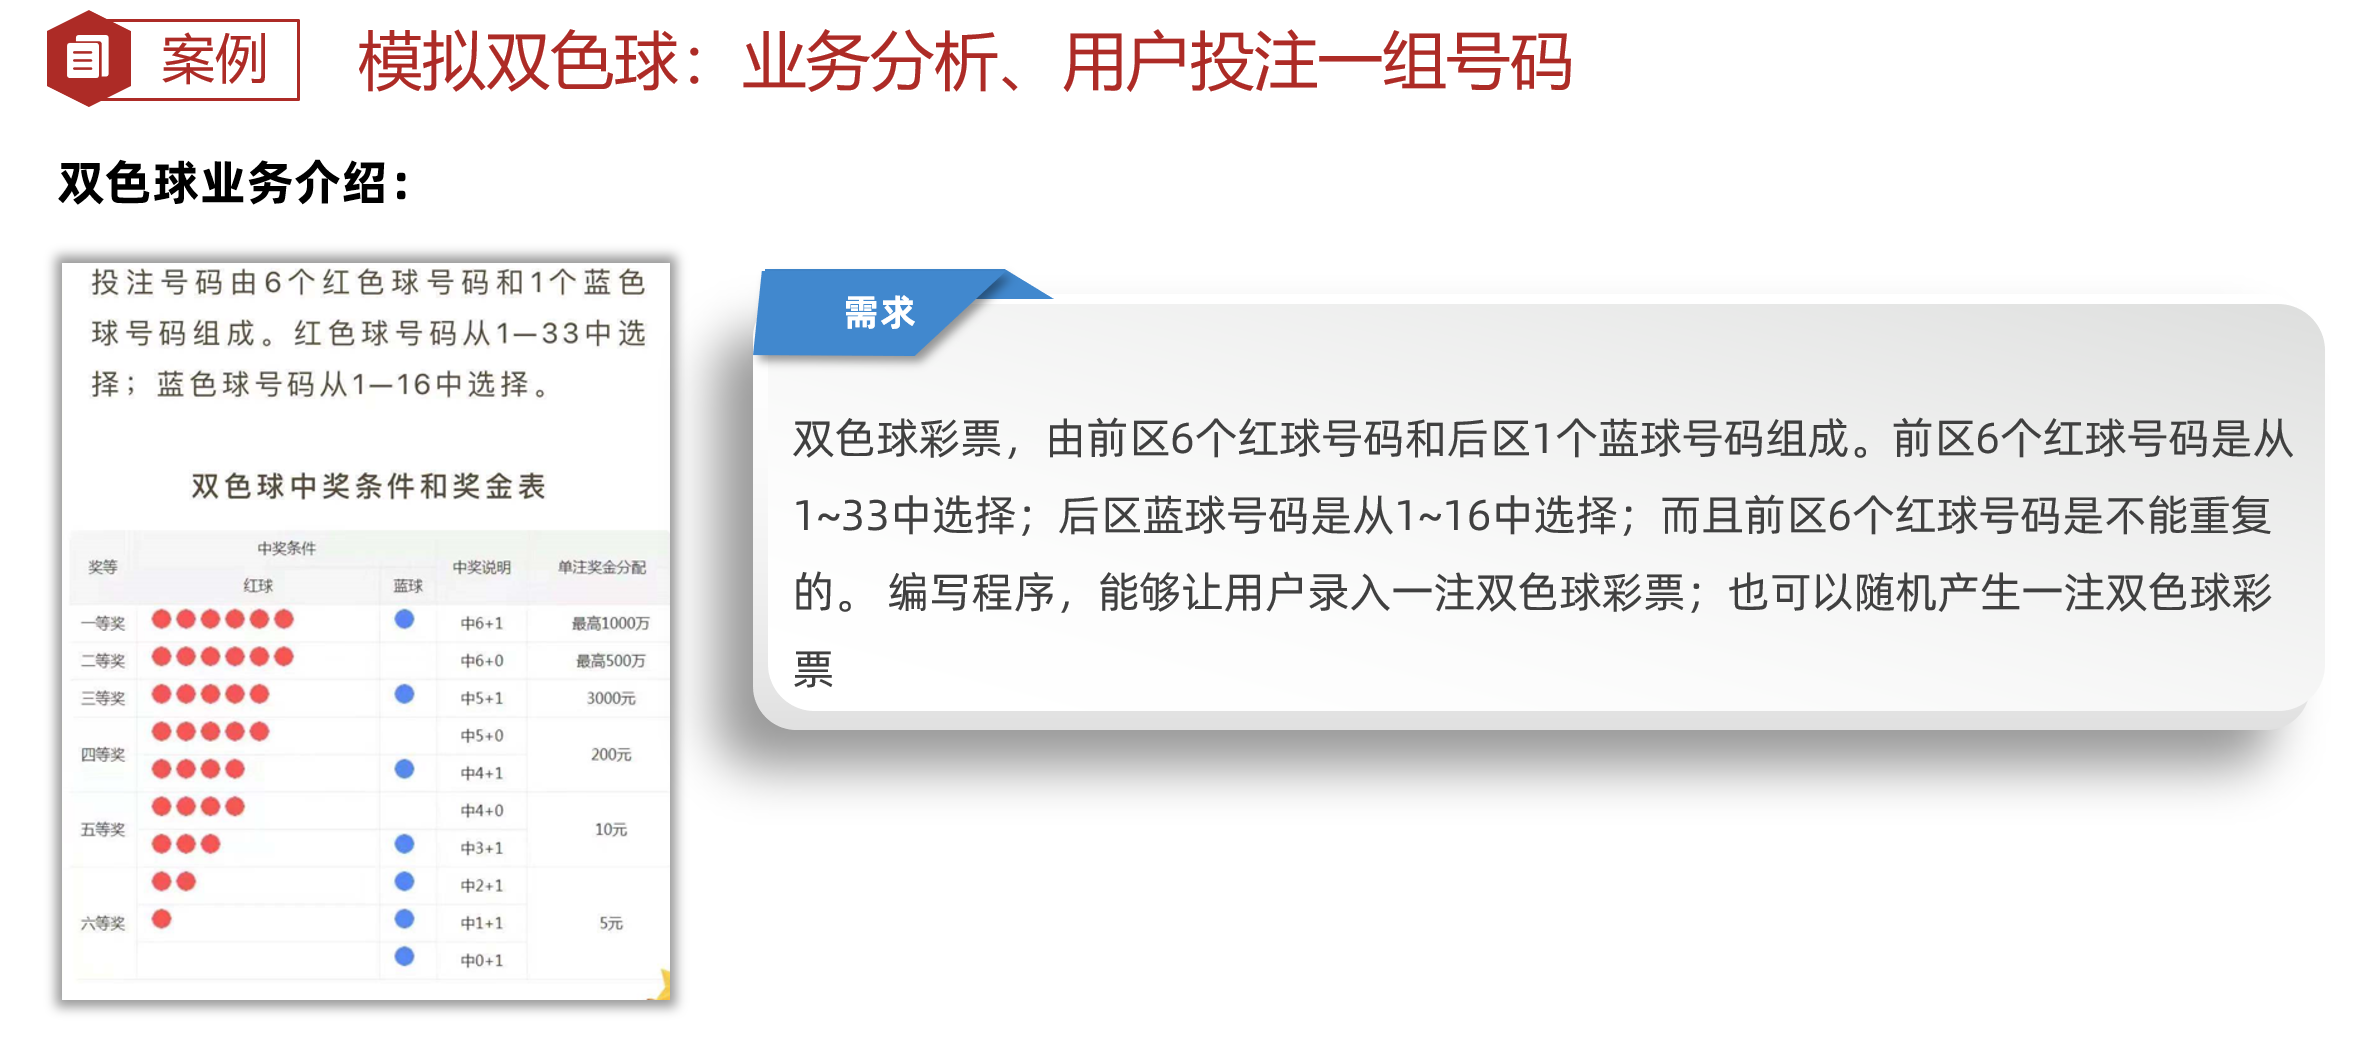 案例
模拟双色球：业务分析、用户投注一组号码
双色球业务介绍：
投注号码由6个红色球号码和1个蓝色
球号码组成。红色球号码从1—33中选
择；蓝色球号码从1—16中选择。
双色球中奖条件和奖金表
奖等 中奖条件 中奖说明 单注奖金分配
红球 蓝球
一等奖 中6+1 最高1000万
二等奖 中6+0 最高500万
三等奖 中5+1 3000元
四等奖 中5+0 200元
中4+1
五等奖 中4+0 10元
中3+1
六等奖 中2+1 5元
中1+1
中0+1
需求
双色球彩票，由前区6个红球号码和后区1个蓝球号码组成。前区6个红球号码是从
1~33中选择；后区蓝球号码是从1~16中选择；而且前区6个红球号码是不能重复
的。 编写程序，能够让用户录入一注双色球彩票；也可以随机产生一注双色球彩
票